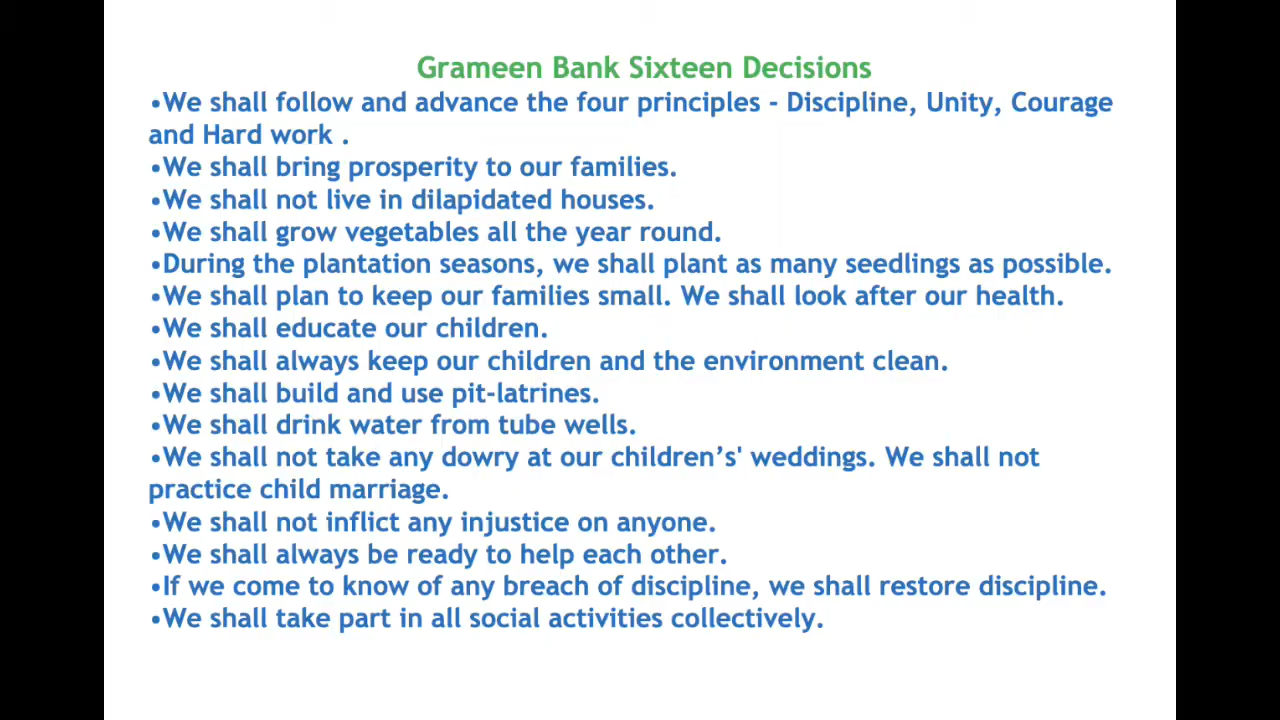 Grameen Bank Sixteen Decisions
•We shall follow and advance the four principles - Discipline, Unity, Courage
and Hard work .
•We shall bring prosperity to our families.
•We shall not live in dilapidated houses.
•We shall grow vegetables all the year round.
•During the plantation seasons, we shall plant as many seedlings as possible.
•We shall plan to keep our families small. We shall look after our health.
•We shall educate our children.
•We shall always keep our children and the environment clean.
•We shall build and use pit-latrines.
•We shall drink water from tube wells.
•We shall not take any dowry at our children’s' weddings. We shall not
practice child marriage.
•We shall not inflict any injustice on anyone.
•We shall always be ready to help each other.
•If we come to know of any breach of discipline, we shall restore discipline.
•We shall take part in all social activities collectively.